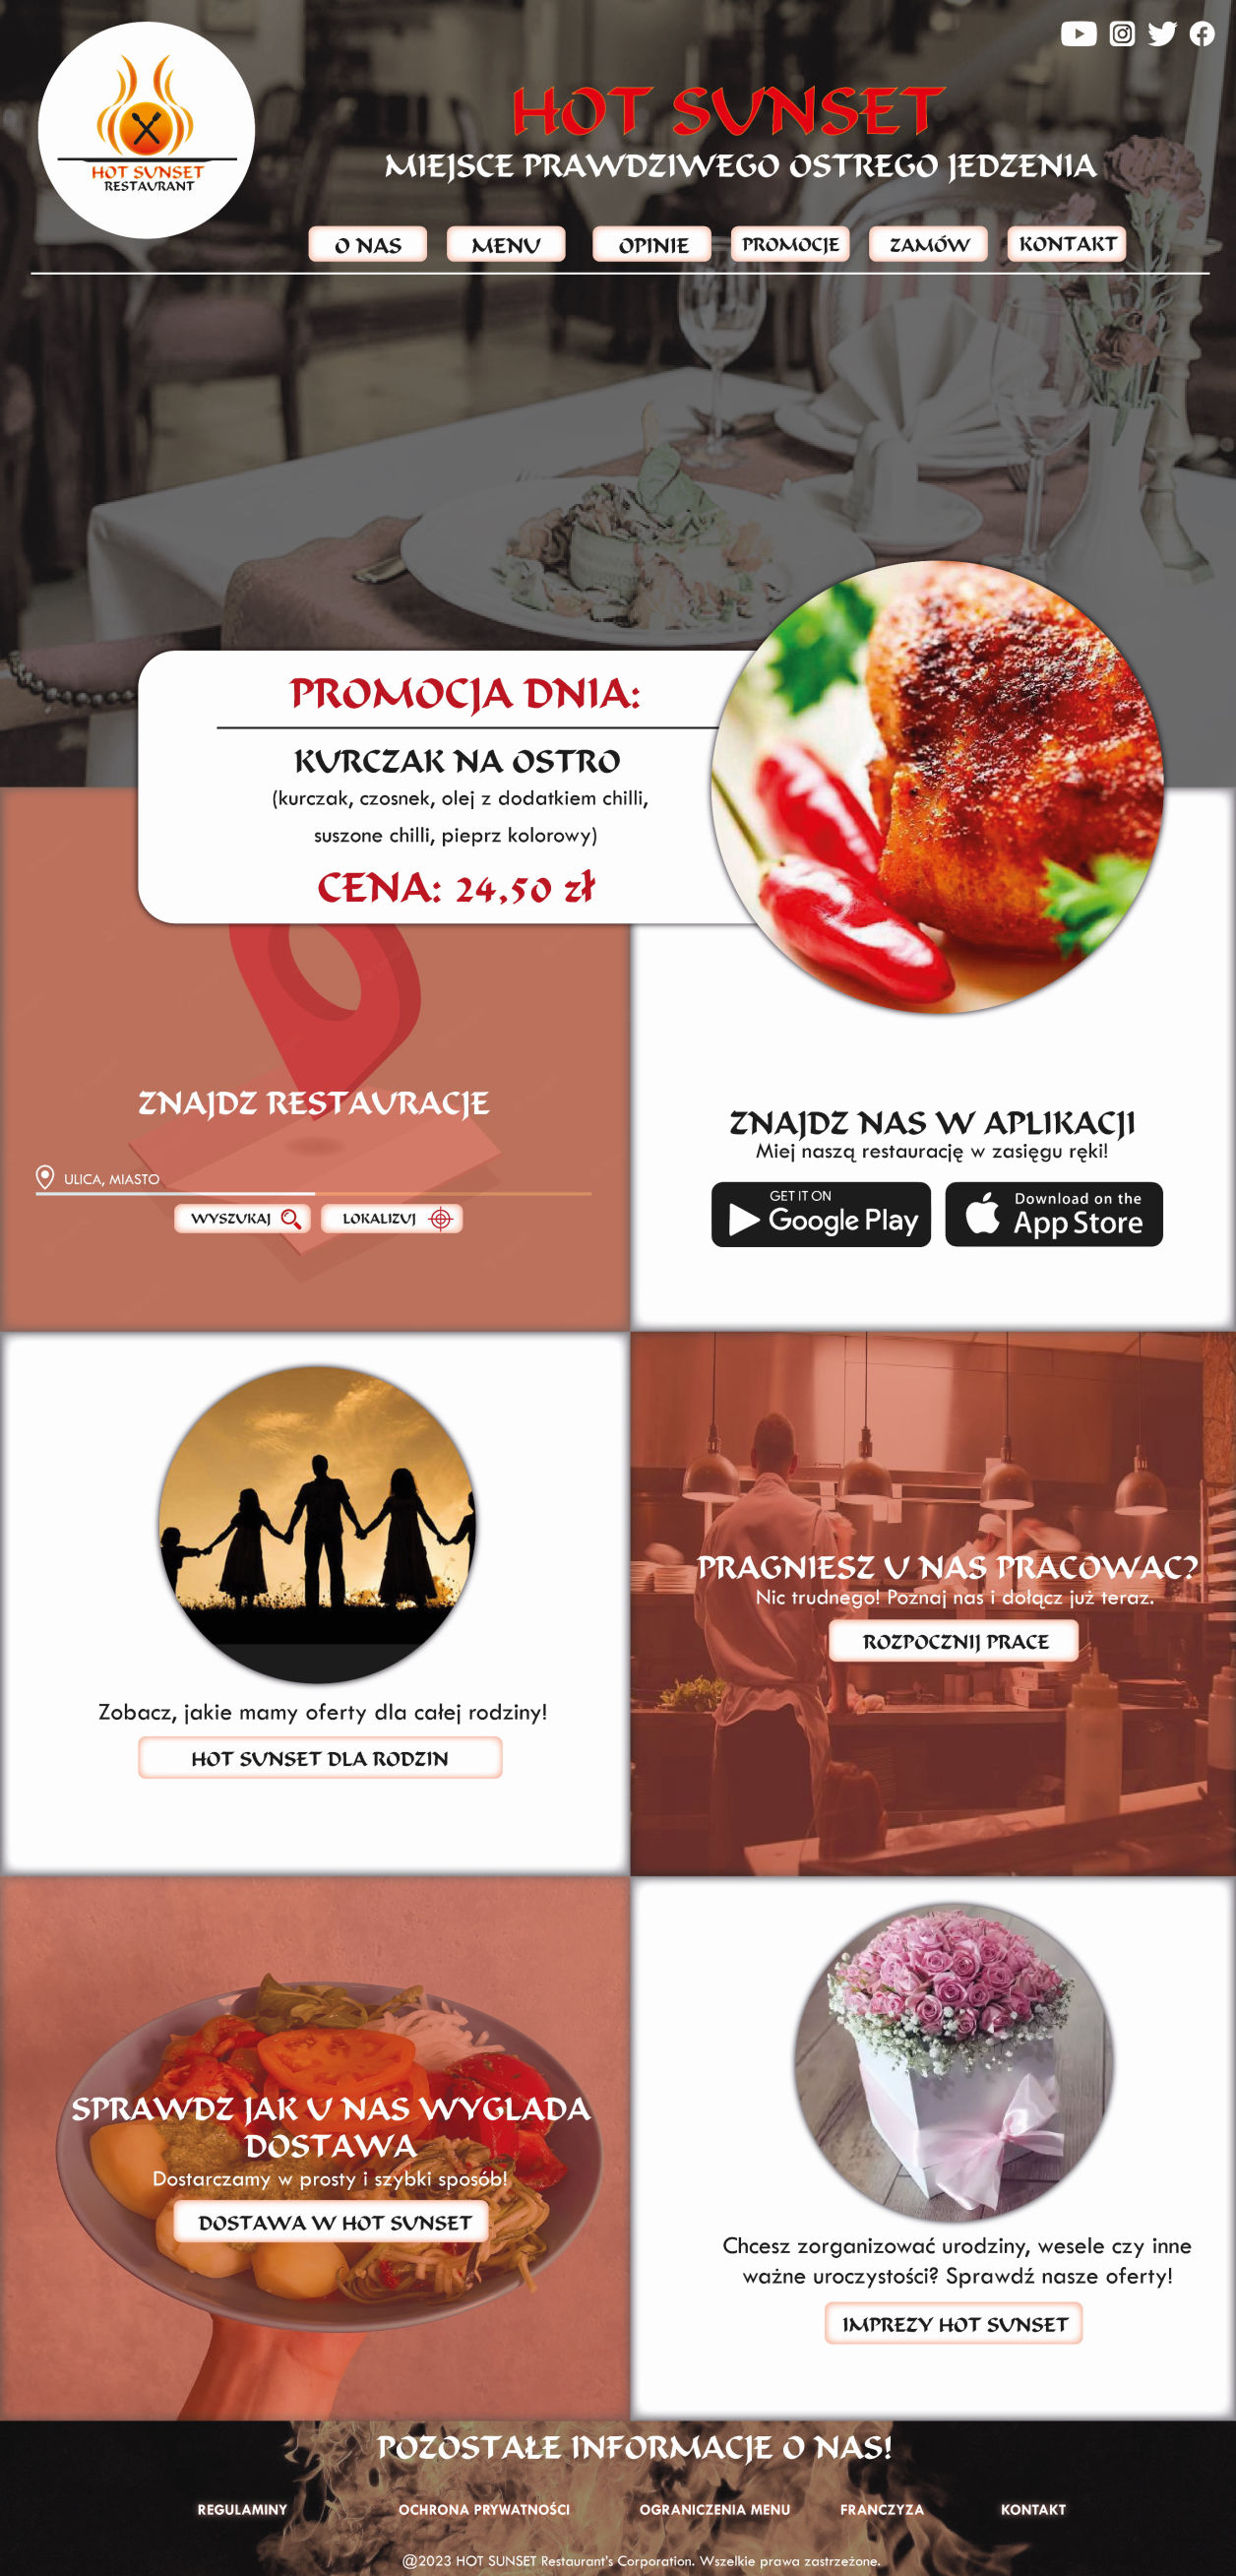 HOT SUNSET
RESTAURANT
HOT SUNSET
MIEJSCE PRAWDZIWEGO OSTREGO JEDZENIA
O NAS
MENU
OPINIE
PROMOCJE
ZAMÓW
KONTAKT
PROMOCJA DNIA:
KURCZAK NA OSTRO
(kurczak, czosnek, olej z dodatkiem chilli,
suszone chilli, pieprz kolorowy)
CENA: 24,50 zł
ZNAJDZ RESTAURACJE
ULICA, MIASTO
WYSZUKAJ
LOKALIZUJ
ZNAJDZ NAS W APLIKACJI
Miej naszą restaurację w zasięgu ręki!
GET IT ON
Google Play
Download on the
App Store
Zobacz, jakie mamy oferty dla całej rodziny!
HOT SUNSET DLA RODZIN
PRAGNIESZ U NAS PRACOWAC?
Nic trudnego! Poznaj nas i dołącz już teraz.
ROZPOCZNIJ PRACE
SPRAWDZ JAK U NAS WYGLADA
DOSTAWA
Dostarczamy w prosty i szybki sposób!
DOSTAWA W HOT SUNSET
Chcesz zorganizować urodziny, wesele czy inne
ważne uroczystości? Sprawdź nasze oferty!
IMPREZY HOT SUNSET
POZOSTAŁE INFORMACJE O NAS!
REGULAMINY
OCHRONA PRYWATNOŚCI
OGRANICZENIA MENU
FRANCZYZA
KONTAKT
@2023 HOT SUNSET Restaurant's Corporation. Wszelkie prawa zastrzeżone.